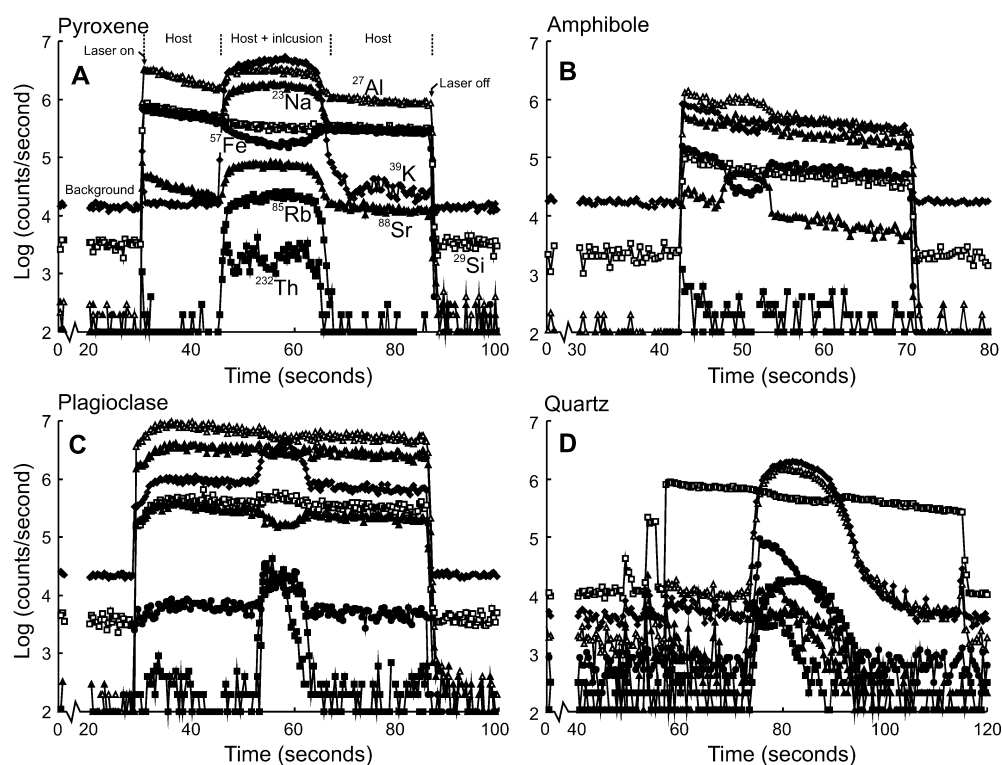 Pyroxene
Laser on
Host
Host + inlcusion
Host
A
27Al
Laser off
23Na
57Fe
39K
Background
85Rb
88Sr
29Si
232Th
Log (counts/second)
7
6
5
4
3
2
0 20 40 60 80 100
Time (seconds)
Amphibole
B
7
6
5
4
3
2
0 30 40 50 60 70 80
Time (seconds)
Plagioclase
C
Log (counts/second)
7
6
5
4
3
2
0 20 40 60 80 100
Time (seconds)
Quartz
D
7
6
5
4
3
2
0 40 60 80 100 120
Time (seconds)